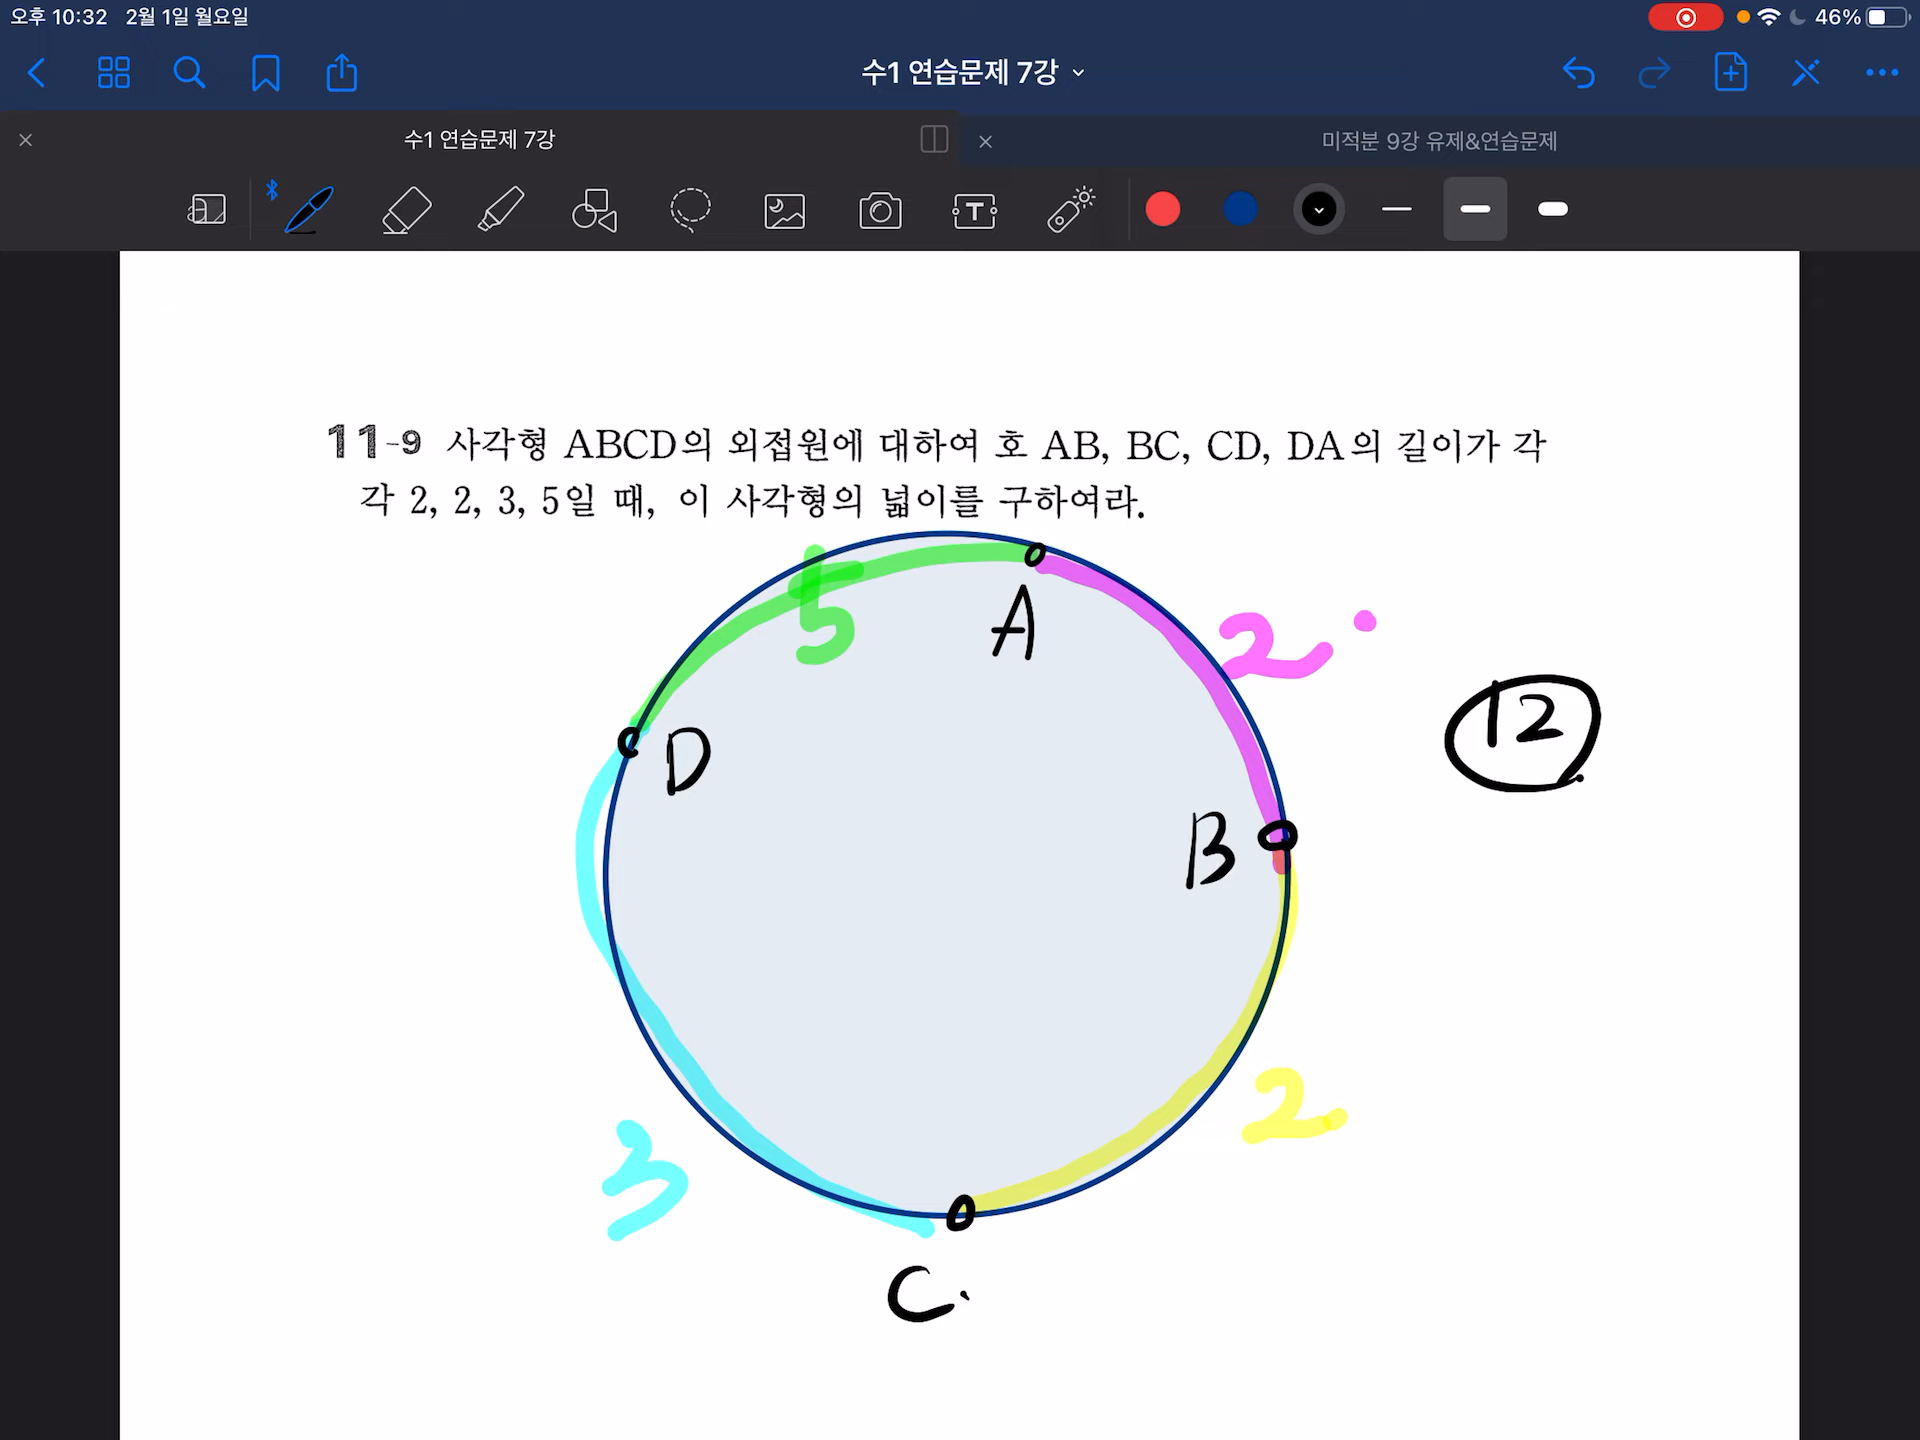 오후 10:32 2월 1일 월요일
46%
수1 연습문제 7강
수1 연습문제 7강
미적분 9강 유제&연습문제
11-9 사각형 ABCD의 외접원에 대하여 호 AB, BC, CD, DA의 길이가 각
각 2, 2, 3, 5일 때, 이 사각형의 넓이를 구하여라.
5
A
2
12
D
B
2
3
C